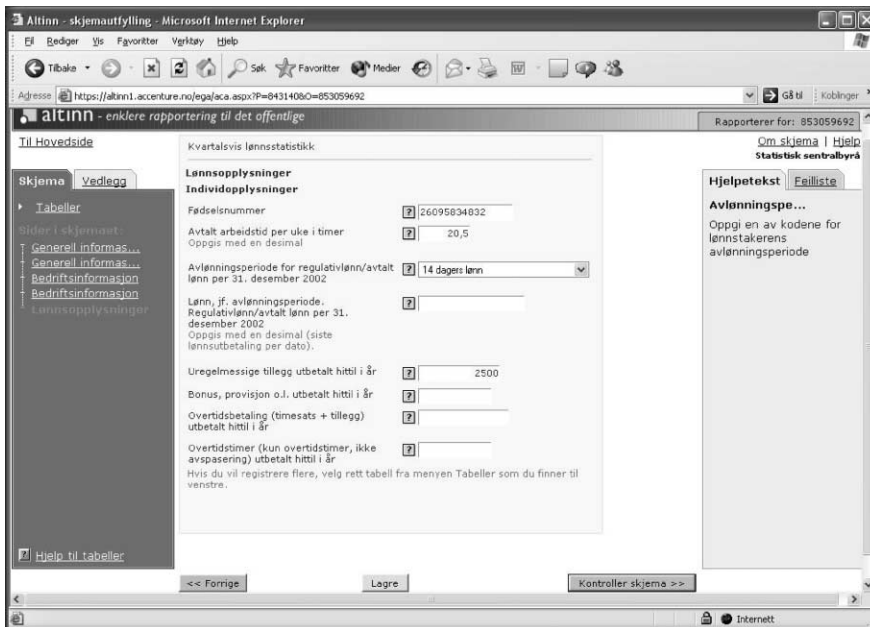 Altinn - skjemautfylling - Microsoft Internet Explorer
Fil Rediger Vis Favoritter Verktøy Hjelp
Tilbake Søk Favoritter Medier
Adresse https://altinn1.accenture.no/ega/aca.aspx?P=843140&O=853059692 Gå til Koblinger
altinn - enklere rapportering til det offentlige
Rapporterer for: 853059692
Til Hovedside
Om skjema | Hjelp
Statistisk sentralbyrå
Skjema Vedlegg
Tabeller
Sider i skjemaet:
Generell informas...
Generell informas...
Bedriftsinformasjon
Bedriftsinformasjon
Lønnsopplysninger
Hjelp til tabeller
Kvartalsvis lønnsstatistikk
Lønnsopplysninger
Individopplysninger
Fødselsnummer ? 26095834832
Avtalt arbeidstid per uke i timer ? 20,5
Oppgis med en desimal
Avlønningsperiode for regulativlønn/avtalt ? 14 dagers lønn
lønn per 31. desember 2002
Lønn, jf. avlønningsperiode. ?
Regulativlønn/avtalt lønn per 31.
desember 2002
Oppgis med en desimal (siste
lønnsutbetaling per dato).
Uregelmessige tillegg utbetalt hittil i år ? 2500
Bonus, provisjon o.l. utbetalt hittil i år ?
Overtidsbetaling (timesats + tillegg) ?
utbetalt hittil i år
Overtidstimer (kun overtidstimer, ikke ?
avspasering) utbetalt hittil i år
Hvis du vil registrere flere, velg rett tabell fra menyen Tabeller som du finner til
venstre.
Hjelpetekst Feilliste
Avlønningspe...
Oppgi en av kodene for
lønnstakerens
avlønningsperiode
<< Forrige Lagre Kontroller skjema >>
Internett